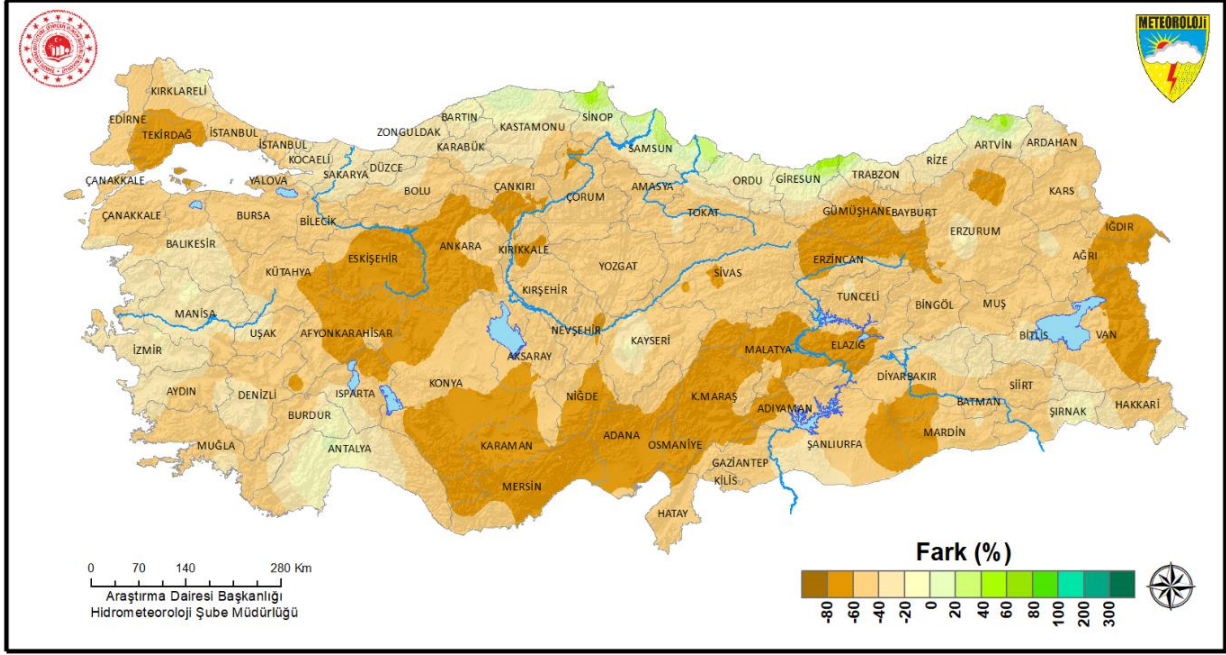 METEOROLOJİ
KIRKLARELİ
EDİRNE
TEKİRDAĞ
İSTANBUL
İSTANBUL
KOCAELİ
ÇANAKKALE
YALOVA
SAKARYA
DÜZCE
ZONGULDAK
BARTIN
KARABÜK
KASTAMONU
SİNOP
SAMSUN
ORDU
GİRESUN
TRABZON
RİZE
ARTVİN
ARDAHAN
ÇANAKKALE
BURSA
BİLECİK
BOLU
ÇANKIRI
ÇORUM
AMASYA
TOKAT
GÜMÜŞHANE
BAYBURT
ERZURUM
KARS
IĞDIR
AĞRI
BALIKESİR
KÜTAHYA
ESKİŞEHİR
ANKARA
KIRIKKALE
YOZGAT
SİVAS
ERZİNCAN
TUNCELİ
BİNGÖL
MUŞ
BİTLİS
VAN
MANİSA
UŞAK
AFYONKARAHİSAR
KIRŞEHİR
NEVŞEHİR
KAYSERİ
MALATYA
ELAZIĞ
İZMİR
AYDIN
DENİZLİ
ISPARTA
BURDUR
KONYA
AKSARAY
NİĞDE
K.MARAŞ
ADIYAMAN
DİYARBAKIR
BATMAN
SİİRT
ŞIRNAK
HAKKARİ
MUĞLA
ANTALYA
KARAMAN
MERSİN
ADANA
OSMANİYE
GAZİANTEP
KİLİS
HATAY
ŞANLIURFA
MARDİN
0 70 140 280 Km
Araştırma Dairesi Başkanlığı
Hidrometeoroloji Şube Müdürlüğü
Fark (%)
-80 -60 -40 -20 0 20 40 60 80 100 200 300